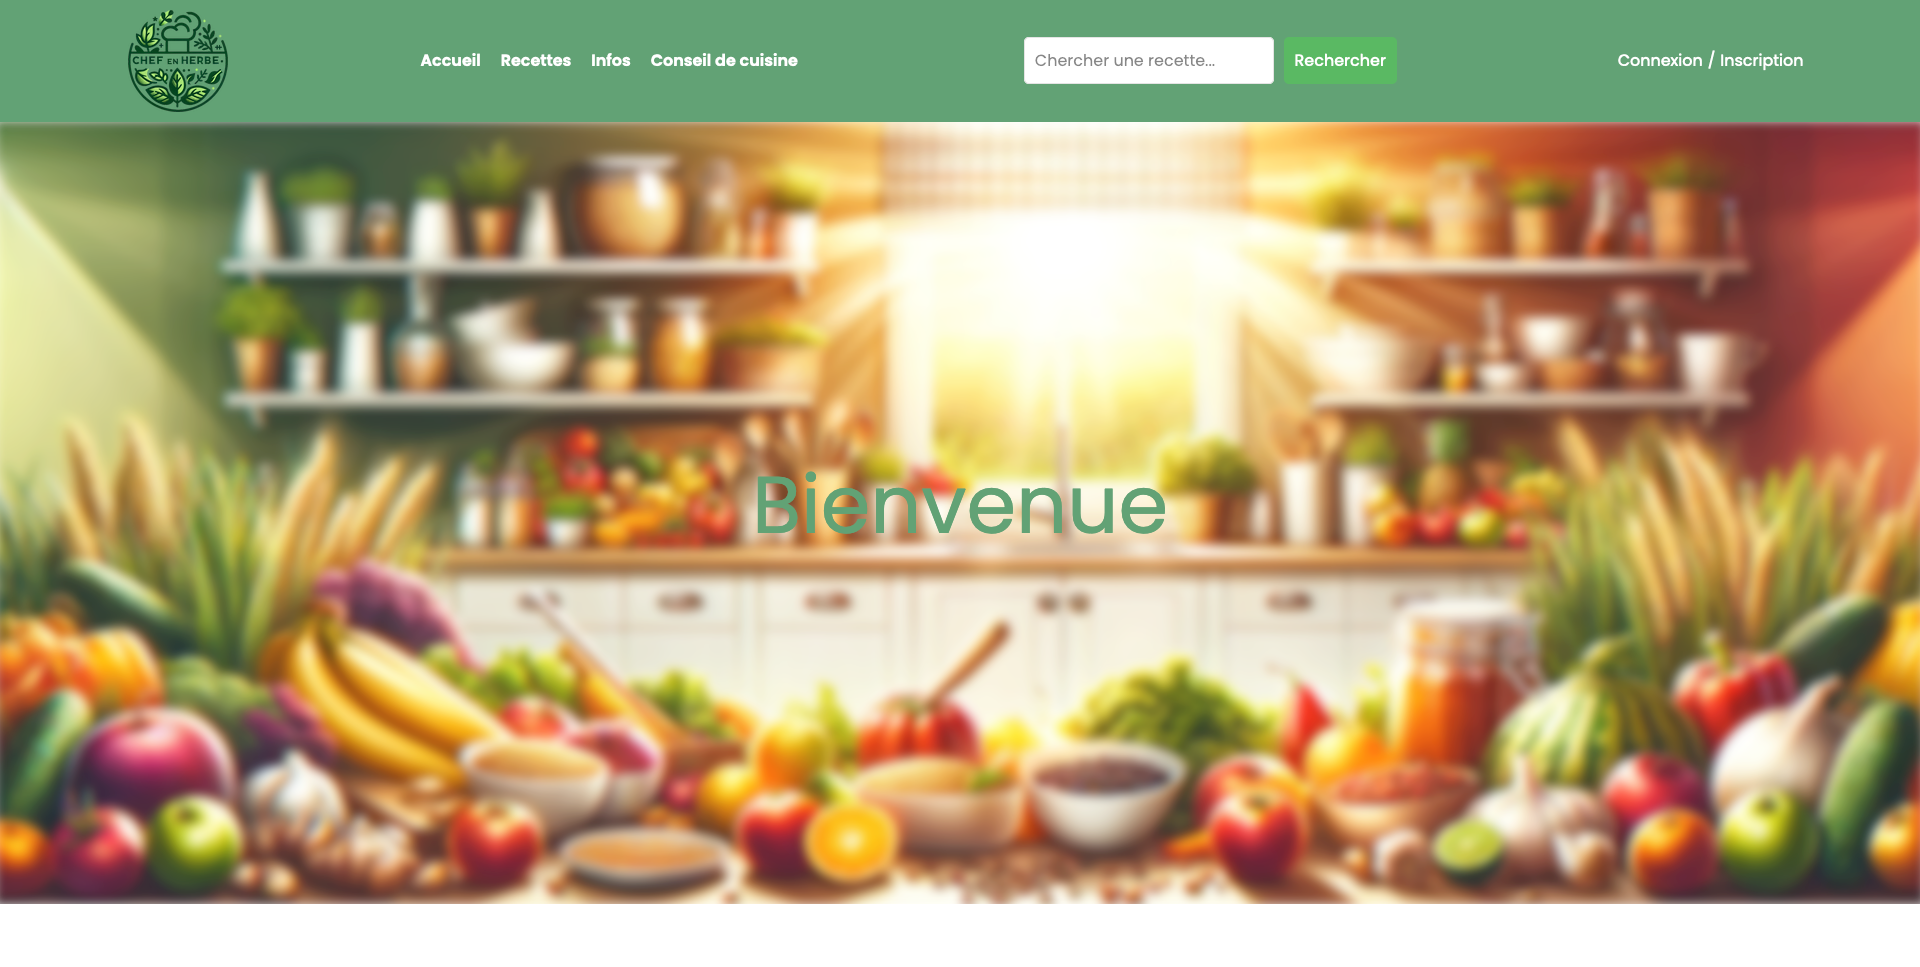 CHEF EN HERBE
Accueil Recettes Infos Conseil de cuisine
Chercher une recette...
Rechercher
Connexion / Inscription
Bienvenue